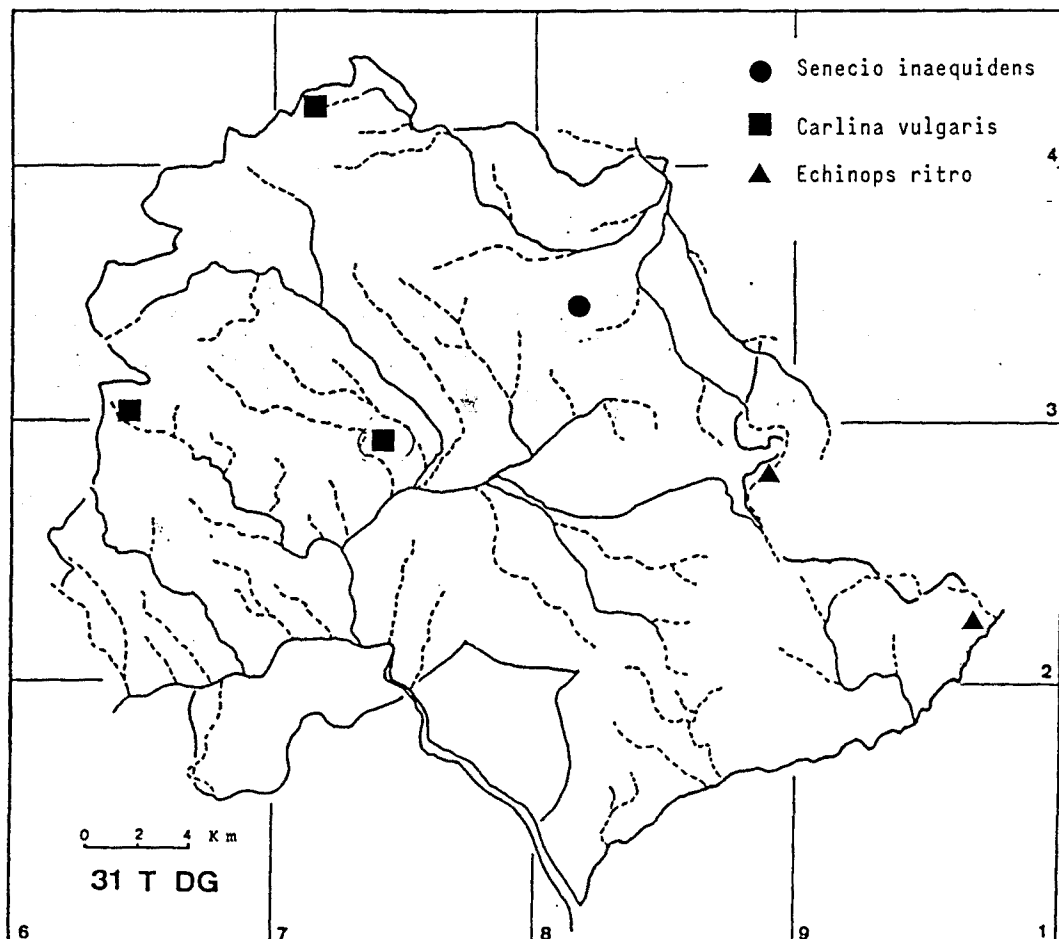 ● Senecio inaequidens
■ Carlina vulgaris
4
▲ Echinops ritro
3
2
0 2 4 Km
31 T DG
6 7 8 9 1